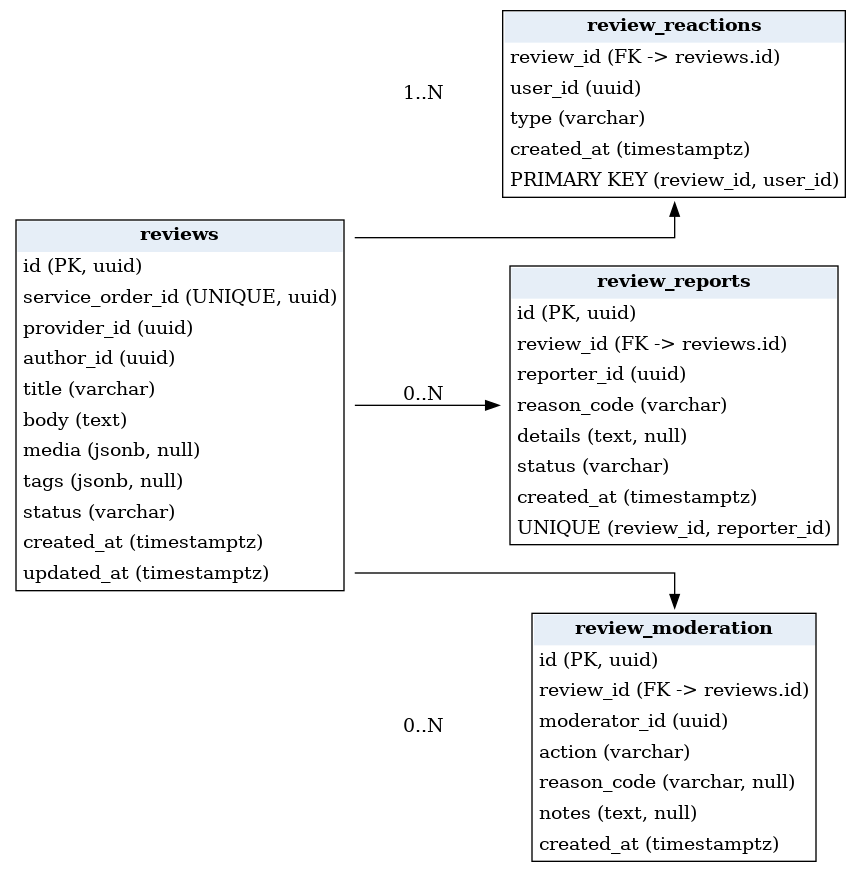 review_reactions
review_id (FK -> reviews.id)
user_id (uuid)
type (varchar)
created_at (timestamptz)
PRIMARY KEY (review_id, user_id)
1..N
reviews
id (PK, uuid)
service_order_id (UNIQUE, uuid)
provider_id (uuid)
author_id (uuid)
title (varchar)
body (text)
media (jsonb, null)
tags (jsonb, null)
status (varchar)
created_at (timestamptz)
updated_at (timestamptz)
0..N
review_reports
id (PK, uuid)
review_id (FK -> reviews.id)
reporter_id (uuid)
reason_code (varchar)
details (text, null)
status (varchar)
created_at (timestamptz)
UNIQUE (review_id, reporter_id)
0..N
review_moderation
id (PK, uuid)
review_id (FK -> reviews.id)
moderator_id (uuid)
action (varchar)
reason_code (varchar, null)
notes (text, null)
created_at (timestamptz)